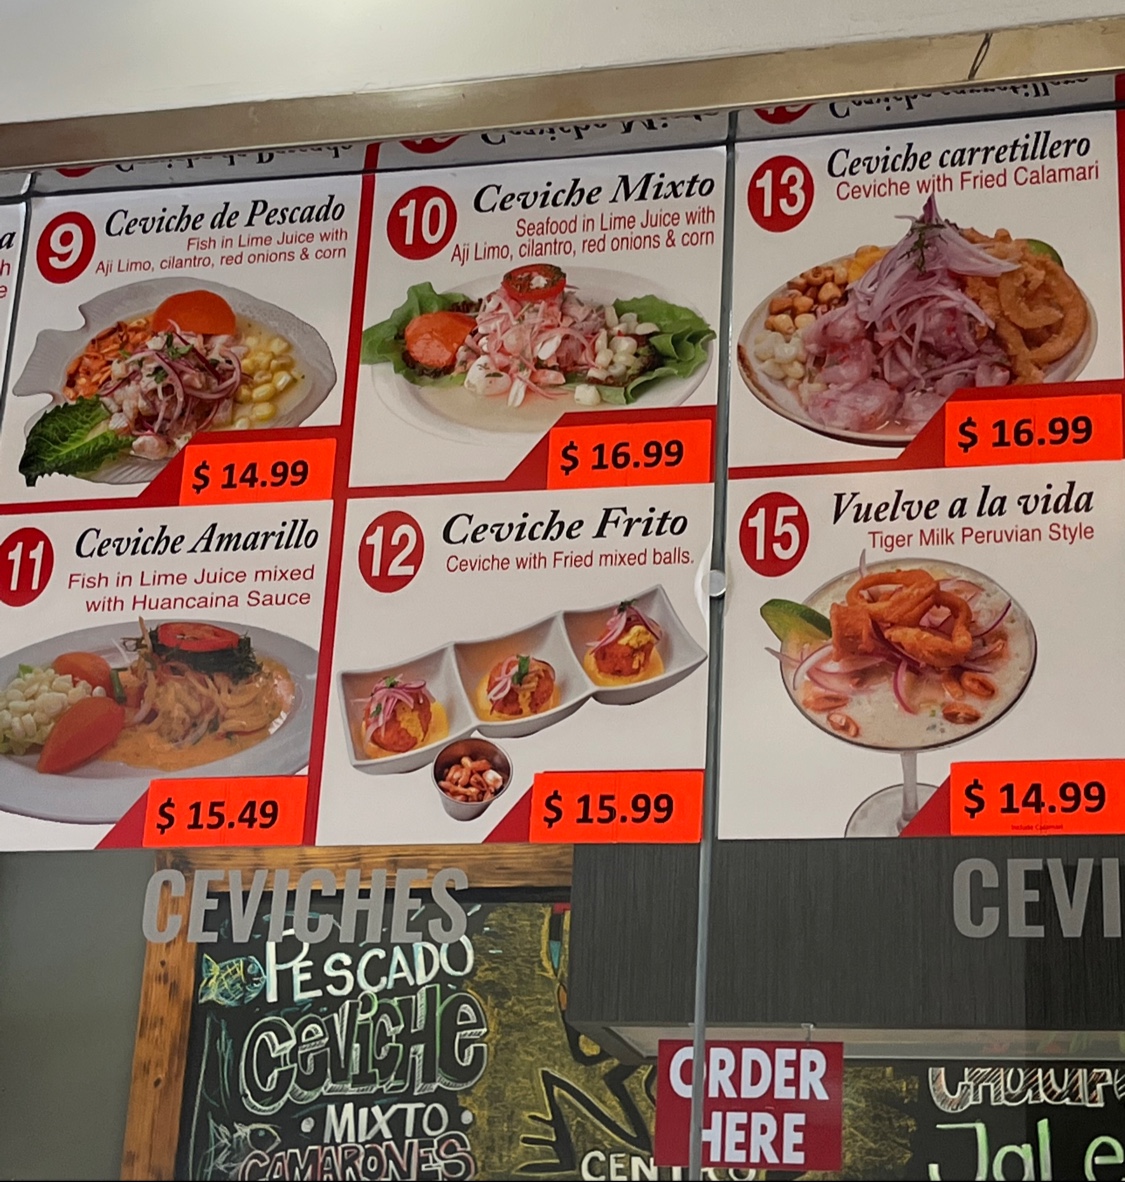 9
Ceviche de Pescado
Fish in Lime Juice with
Aji Limo, cilantro, red onions & corn
$ 14.99
10
Ceviche Mixto
Seafood in Lime Juice with
Aji Limo, cilantro, red onions & corn
$ 16.99
13
Ceviche carretillero
Ceviche with Fried Calamari
$ 16.99
11
Ceviche Amarillo
Fish in Lime Juice mixed
with Huancaina Sauce
$ 15.49
12
Ceviche Frito
Ceviche with Fried mixed balls.
$ 15.99
15
Vuelve a la vida
Tiger Milk Peruvian Style
$ 14.99
CEVICHES
CEVI
PESCADO
CeviCHe
• MIXTO •
CAMARONES
ORDER
HERE